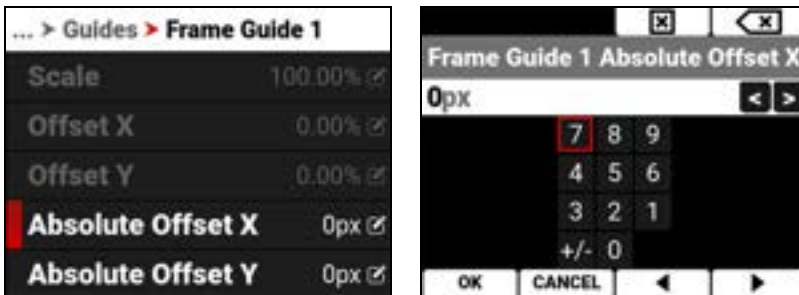 ... > Guides > Frame Guide 1
Scale 100.00%
Offset X 0.00%
Offset Y 0.00%
Absolute Offset X 0px
Absolute Offset Y 0px
Frame Guide 1 Absolute Offset X
0px < >
7 8 9
4 5 6
3 2 1
+/- 0
OK CANCEL